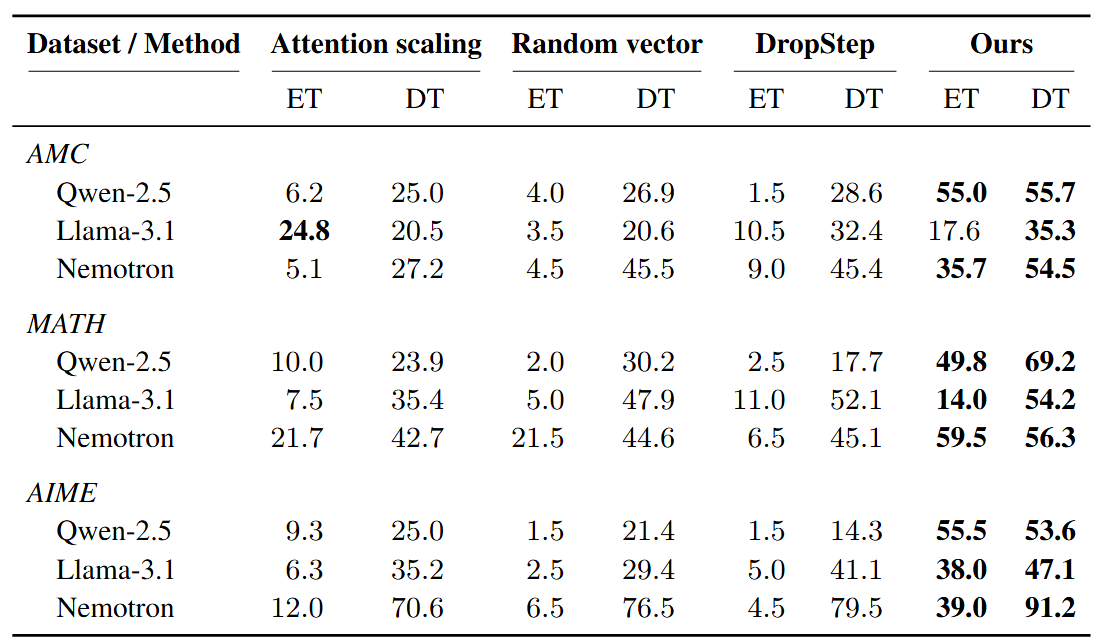 Dataset / Method Attention scaling Random vector DropStep Ours
ET DT ET DT ET DT ET DT
AMC
Qwen-2.5 6.2 25.0 4.0 26.9 1.5 28.6 55.0 55.7
Llama-3.1 24.8 20.5 3.5 20.6 10.5 32.4 17.6 35.3
Nemotron 5.1 27.2 4.5 45.5 9.0 45.4 35.7 54.5
MATH
Qwen-2.5 10.0 23.9 2.0 30.2 2.5 17.7 49.8 69.2
Llama-3.1 7.5 35.4 5.0 47.9 11.0 52.1 14.0 54.2
Nemotron 21.7 42.7 21.5 44.6 6.5 45.1 59.5 56.3
AIME
Qwen-2.5 9.3 25.0 1.5 21.4 1.5 14.3 55.5 53.6
Llama-3.1 6.3 35.2 2.5 29.4 5.0 41.1 38.0 47.1
Nemotron 12.0 70.6 6.5 76.5 4.5 79.5 39.0 91.2